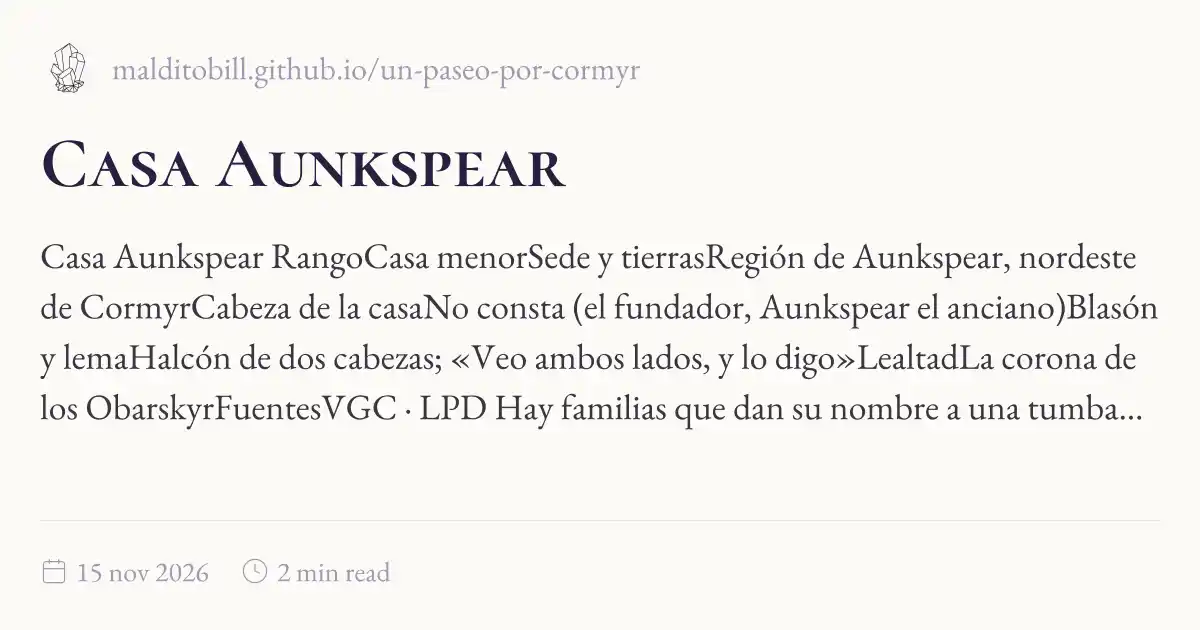 malditobill.github.io/un-paseo-por-cormyr
Casa Aunkspear
Casa Aunkspear RangoCasa menorSede y tierrasRegión de Aunkspear, nordeste
de CormyrCabeza de la casaNo consta (el fundador, Aunkspear el anciano)Blasón
y lemaHalcón de dos cabezas; «Veo ambos lados, y lo digo»LealtadLa corona de
los ObarskyrFuentesVGC · LPD Hay familias que dan su nombre a una tumba...
15 nov 2026
2 min read